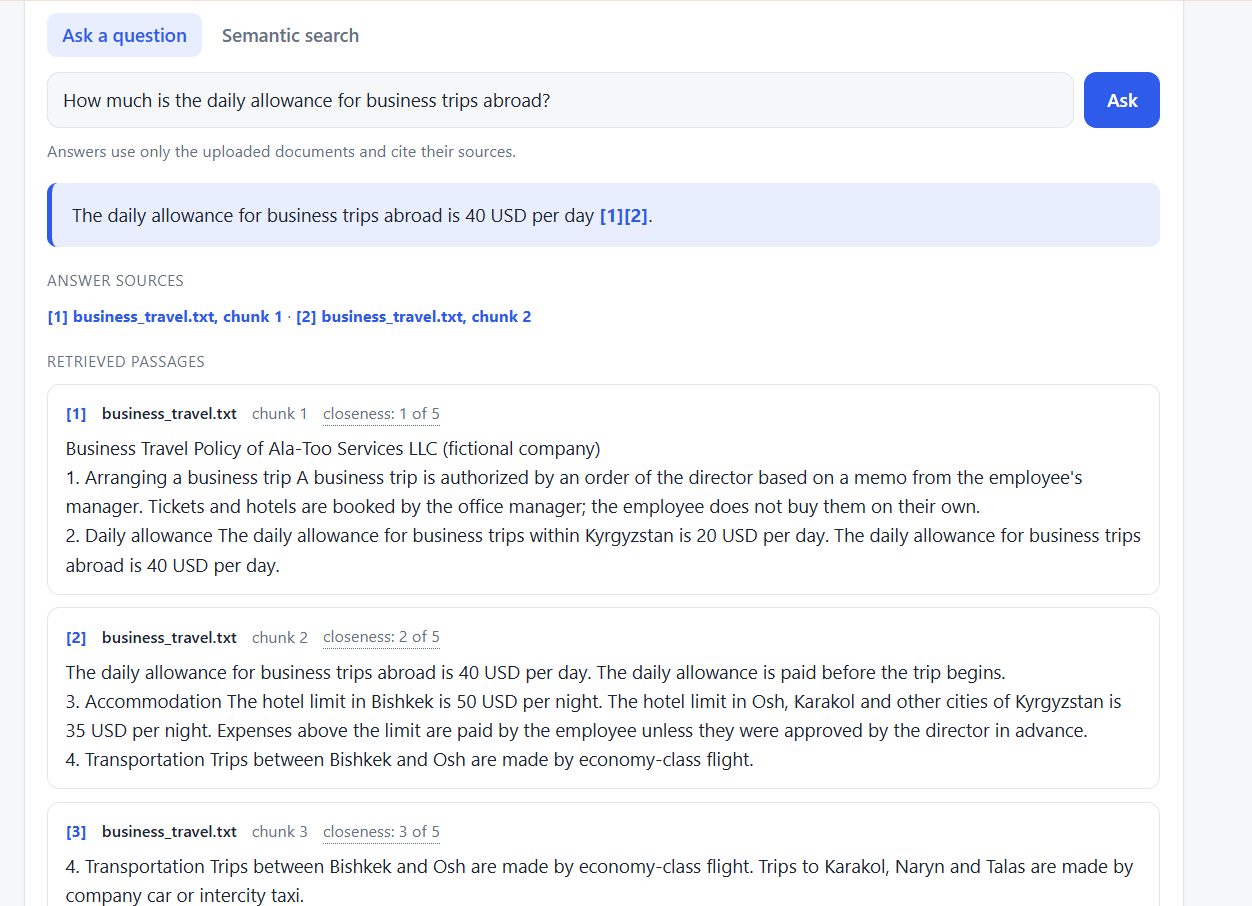 Ask a question
Semantic search
How much is the daily allowance for business trips abroad?
Ask
Answers use only the uploaded documents and cite their sources.
The daily allowance for business trips abroad is 40 USD per day [1][2].
ANSWER SOURCES
[1] business_travel.txt, chunk 1 · [2] business_travel.txt, chunk 2
RETRIEVED PASSAGES
[1] business_travel.txt chunk 1 closeness: 1 of 5
Business Travel Policy of Ala-Too Services LLC (fictional company)
1. Arranging a business trip A business trip is authorized by an order of the director based on a memo from the employee's
manager. Tickets and hotels are booked by the office manager; the employee does not buy them on their own.
2. Daily allowance The daily allowance for business trips within Kyrgyzstan is 20 USD per day. The daily allowance for business trips
abroad is 40 USD per day.
[2] business_travel.txt chunk 2 closeness: 2 of 5
The daily allowance for business trips abroad is 40 USD per day. The daily allowance is paid before the trip begins.
3. Accommodation The hotel limit in Bishkek is 50 USD per night. The hotel limit in Osh, Karakol and other cities of Kyrgyzstan is
35 USD per night. Expenses above the limit are paid by the employee unless they were approved by the director in advance.
4. Transportation Trips between Bishkek and Osh are made by economy-class flight.
[3] business_travel.txt chunk 3 closeness: 3 of 5
4. Transportation Trips between Bishkek and Osh are made by economy-class flight. Trips to Karakol, Naryn and Talas are made by
company car or intercity taxi.